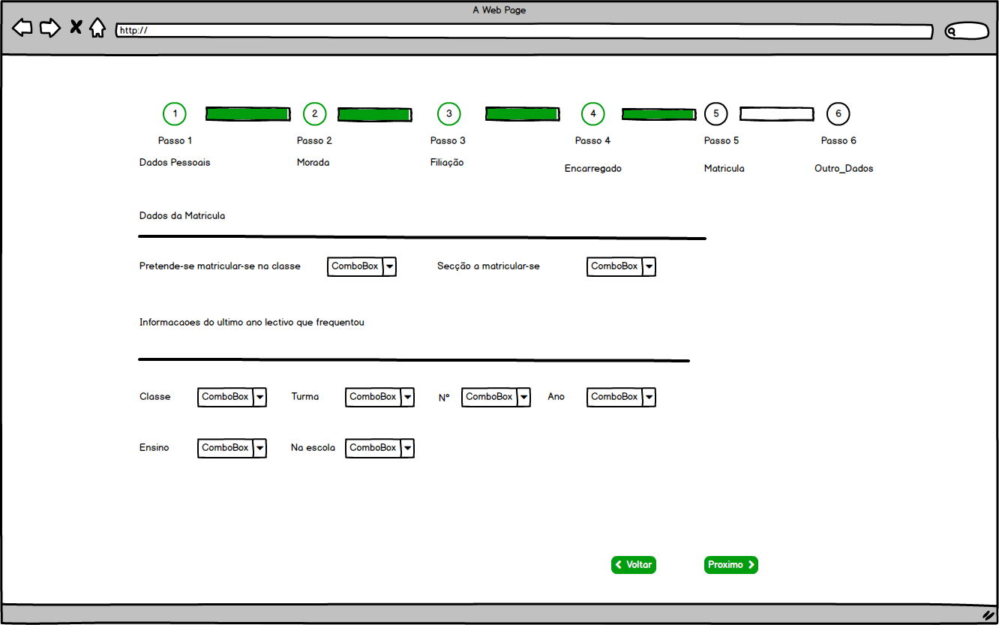 A Web Page
http://
1 2 3 4 5 6
Passo 1 Passo 2 Passo 3 Passo 4 Passo 5 Passo 6
Dados Pessoais Morada Filiação Encarregado Matricula Outro_Dados
Dados da Matricula
Pretende-se matricular-se na classe ComboBox Secção a matricular-se ComboBox
Informacaoes do ultimo ano lectivo que frequentou
Classe ComboBox Turma ComboBox Nº ComboBox Ano ComboBox
Ensino ComboBox Na escola ComboBox
Voltar Proximo